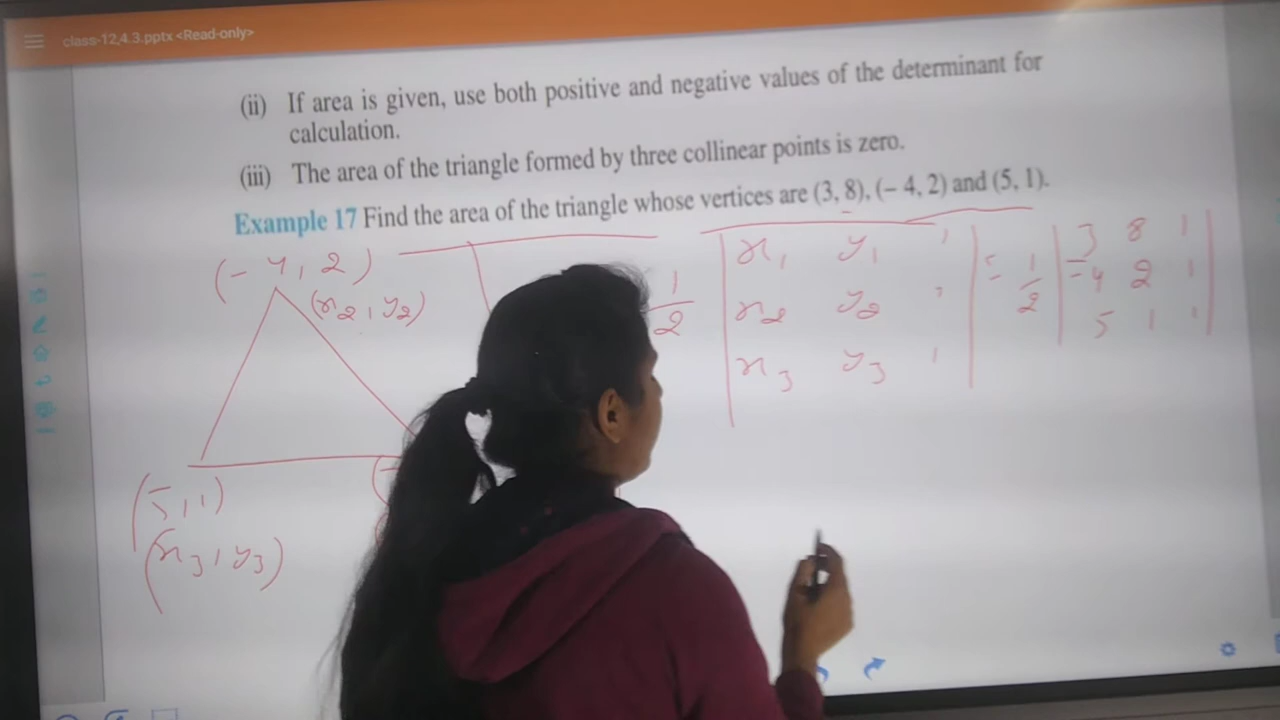 class-12,4.3.pptx <Read-only>
(ii) If area is given, use both positive and negative values of the determinant for
calculation.
(iii) The area of the triangle formed by three collinear points is zero.
Example 17 Find the area of the triangle whose vertices are (3, 8), (– 4, 2) and (5, 1).
(- 4, 2)
(x2, y2)
(5, 1)
(x3, y3)
1/2 | x1 y1 1 | = 1/2 | 3 8 1 |
| x2 y2 1 | | -4 2 1 |
| x3 y3 1 | | 5 1 1 |